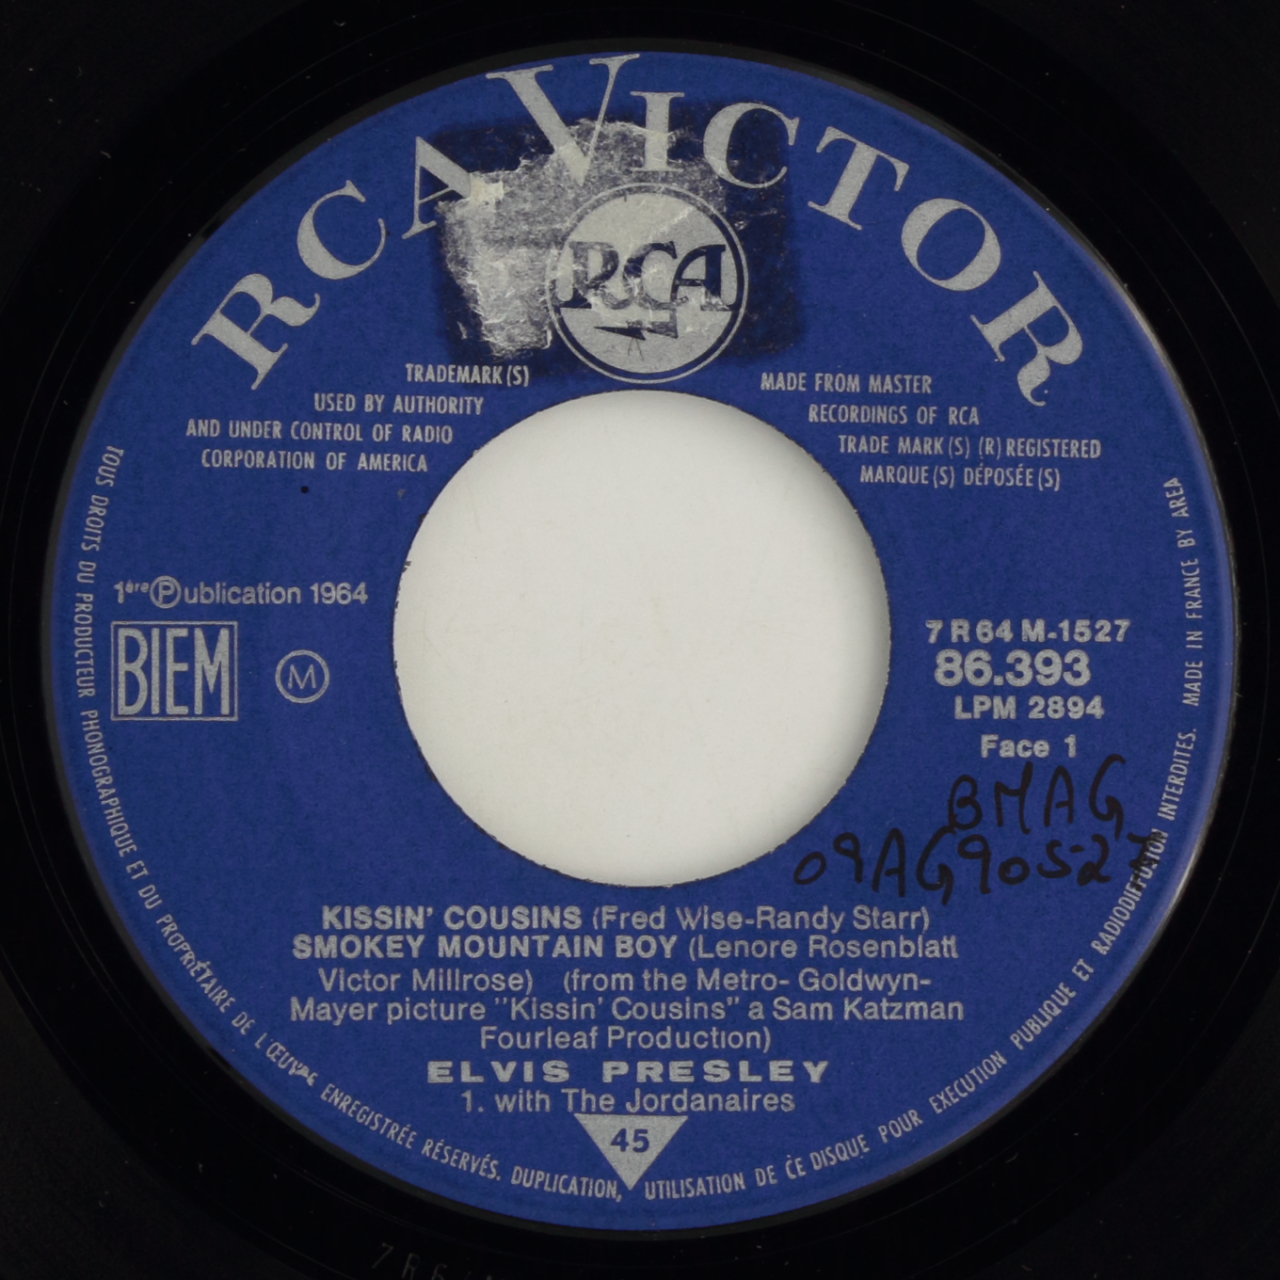 RCA VICTOR
RCA
TRADEMARK(S)
USED BY AUTHORITY
AND UNDER CONTROL OF RADIO
CORPORATION OF AMERICA
MADE FROM MASTER
RECORDINGS OF RCA
TRADE MARK(S) (R) REGISTERED
MARQUE(S) DÉPOSÉE(S)
1ère Ⓟublication 1964
BIEM
M
7 R 64 M-1527
86.393
LPM 2894
Face 1
BMAG
09AG905-2
KISSIN' COUSINS (Fred Wise-Randy Starr)
SMOKEY MOUNTAIN BOY (Lenore Rosenblatt
Victor Millrose) (from the Metro- Goldwyn-
Mayer picture "Kissin' Cousins" a Sam Katzman
Fourleaf Production)
ELVIS PRESLEY
1. with The Jordanaires
45
TOUS DROITS DU PRODUCTEUR PHONOGRAPHIQUE ET DU PROPRIÉTAIRE DE L'ŒUVRE ENREGISTRÉE RÉSERVÉS. DUPLICATION, UTILISATION DE CE DISQUE POUR EXECUTION PUBLIQUE ET RADIODIFFUSION INTERDITES. MADE IN FRANCE BY AREA